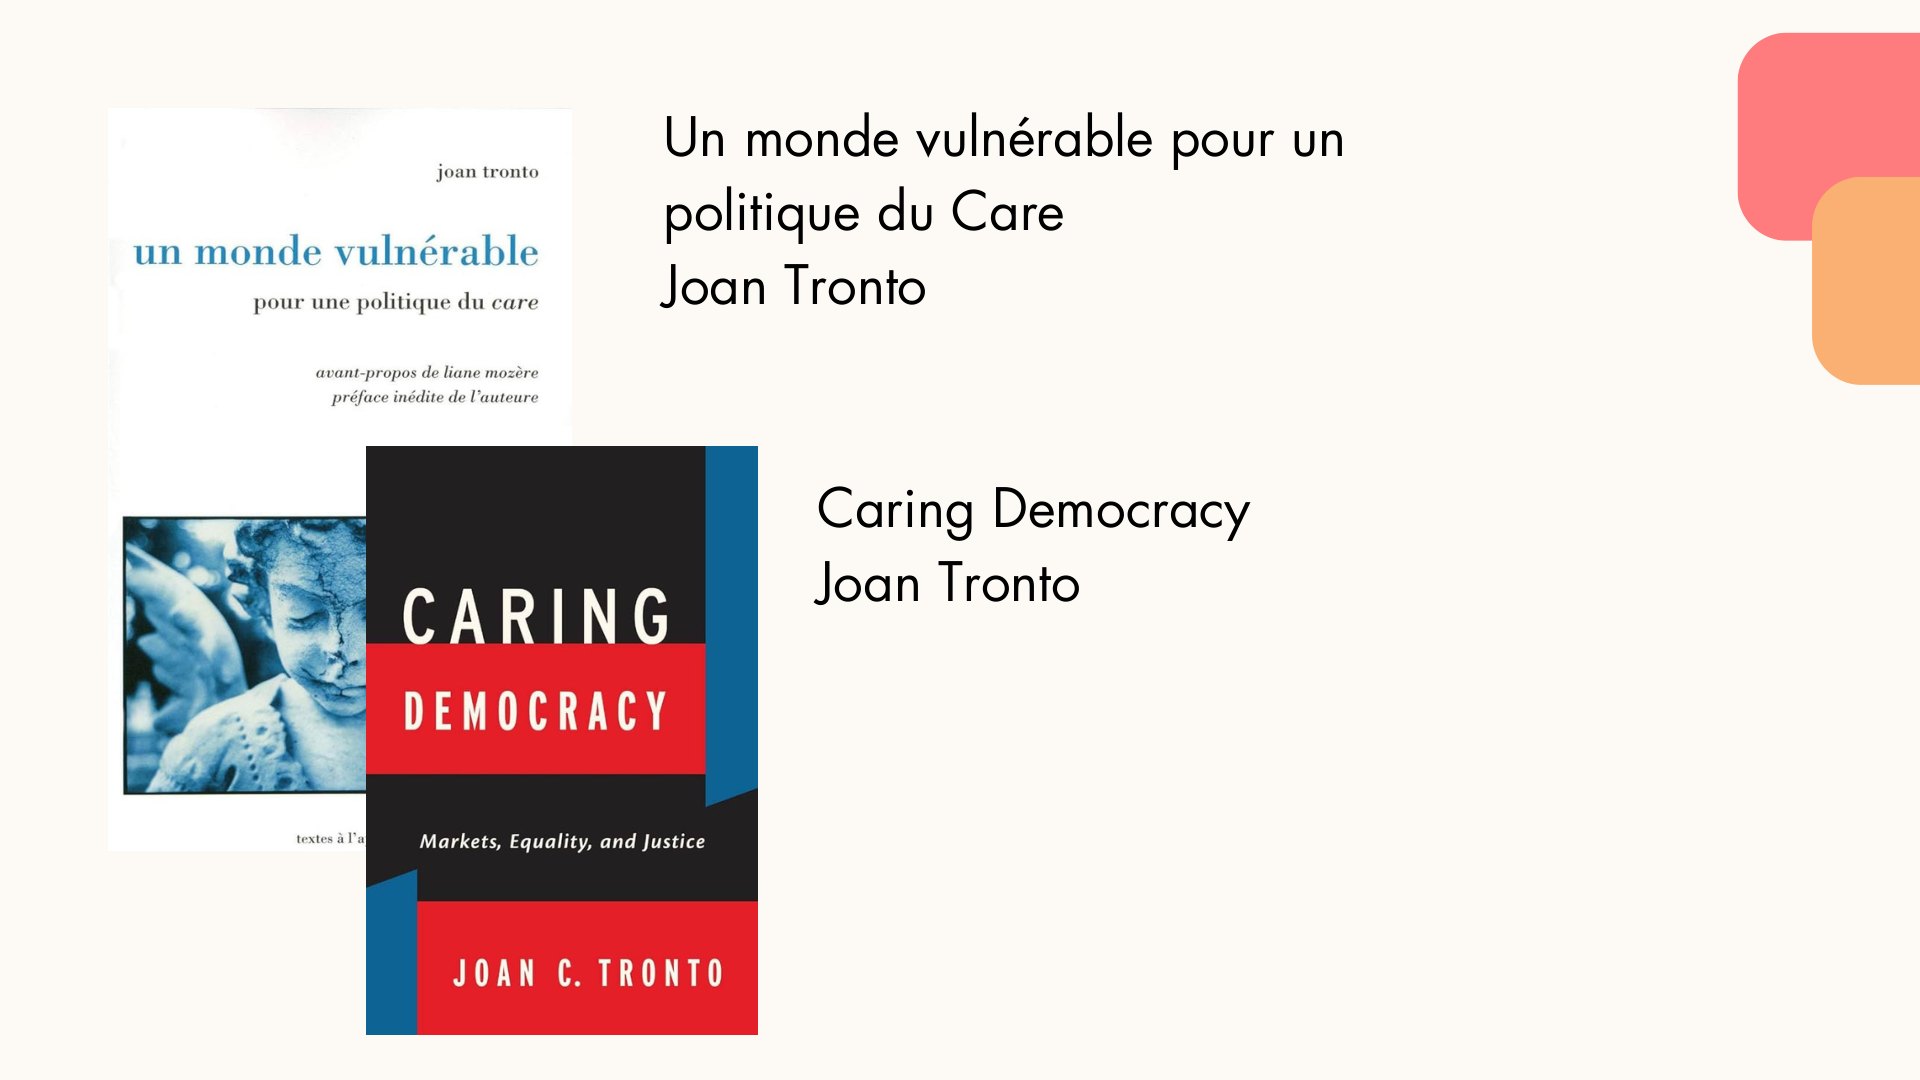 joan tronto
un monde vulnérable
pour une politique du care
avant-propos de liane mozère
préface inédite de l'auteure
textes à l'a
Un monde vulnérable pour un
politique du Care
Joan Tronto
CARING
DEMOCRACY
Markets, Equality, and Justice
JOAN C. TRONTO
Caring Democracy
Joan Tronto